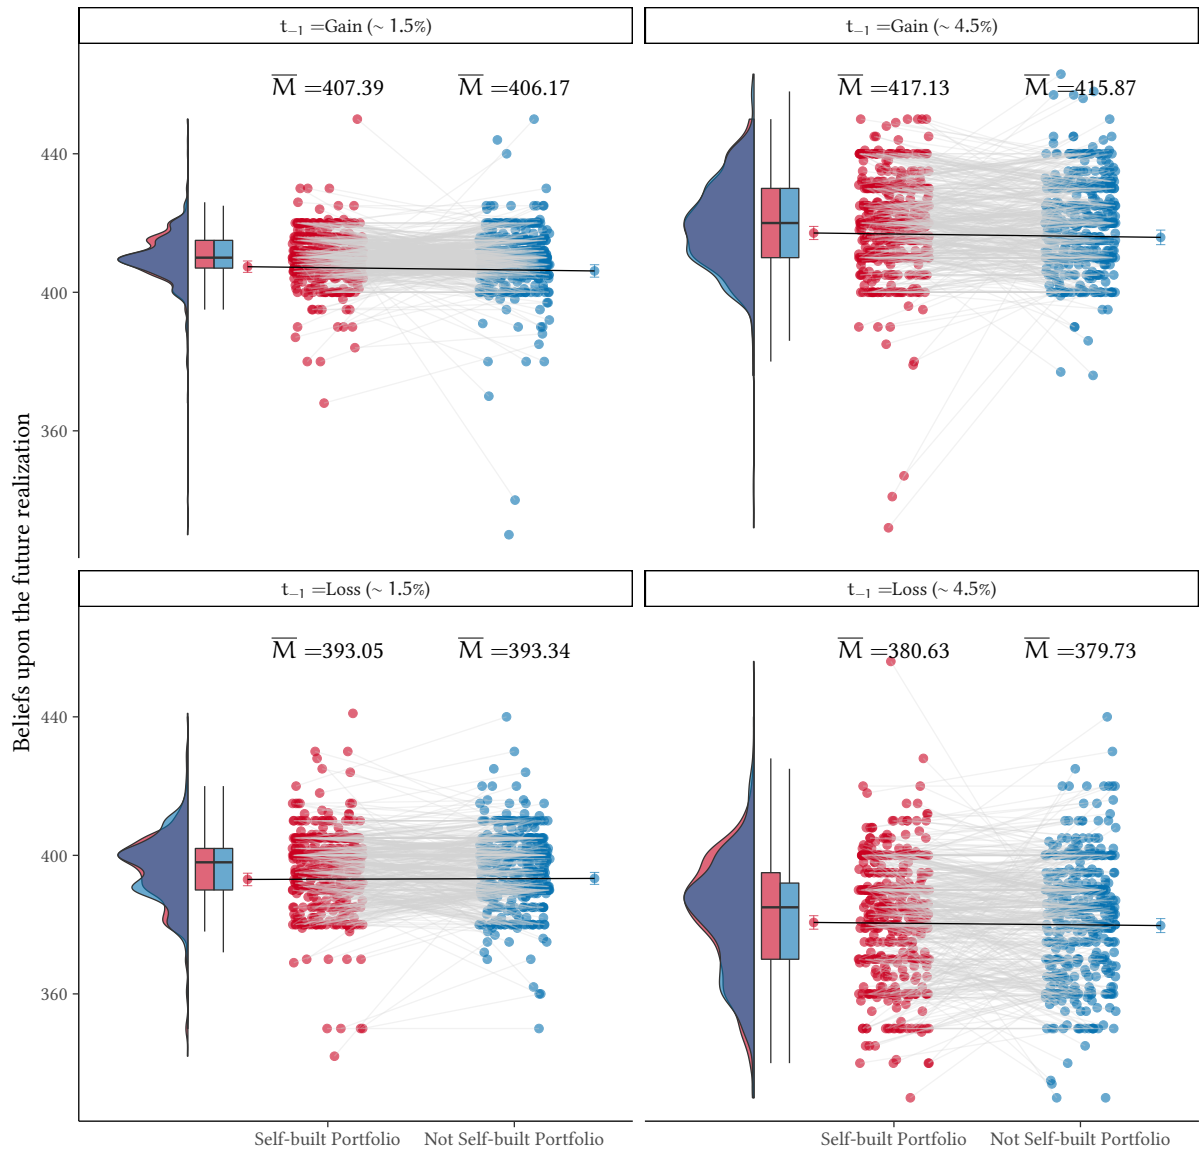 t₋₁ =Gain (~ 1.5%)
t₋₁ =Gain (~ 4.5%)
M̅ =407.39
M̅ =406.17
M̅ =417.13
M̅ =415.87
440
400
360
Beliefs upon the future realization
t₋₁ =Loss (~ 1.5%)
t₋₁ =Loss (~ 4.5%)
M̅ =393.05
M̅ =393.34
M̅ =380.63
M̅ =379.73
440
400
360
Self-built Portfolio
Not Self-built Portfolio
Self-built Portfolio
Not Self-built Portfolio